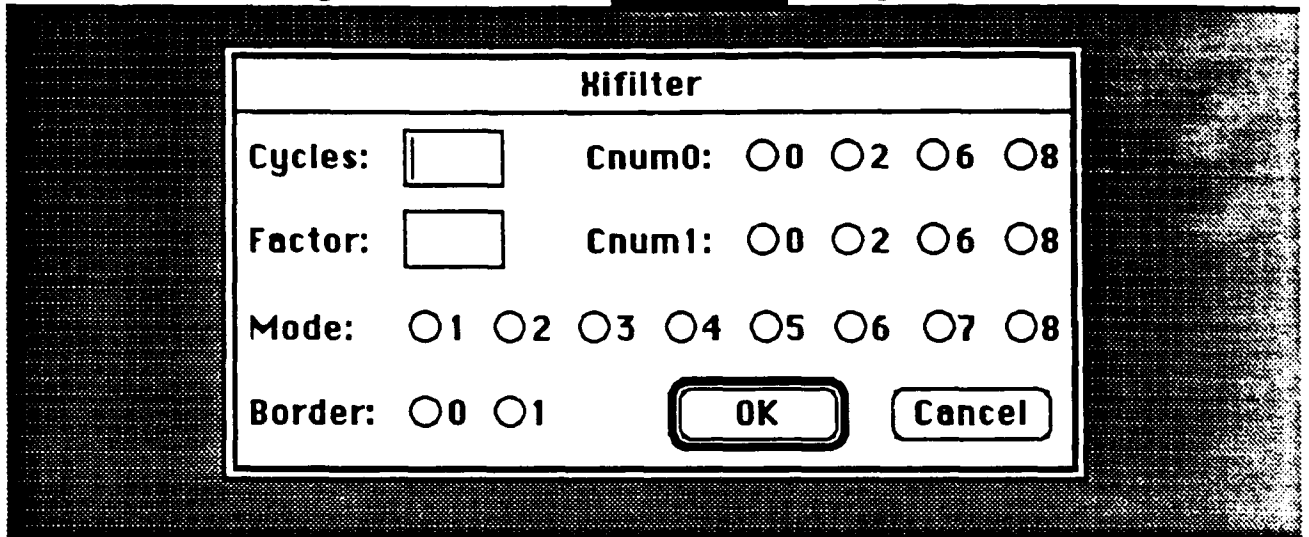 Xifilter
Cycles: Cnum0: 0 2 6 8
Factor: Cnum1: 0 2 6 8
Mode: 1 2 3 4 5 6 7 8
Border: 0 1 OK Cancel